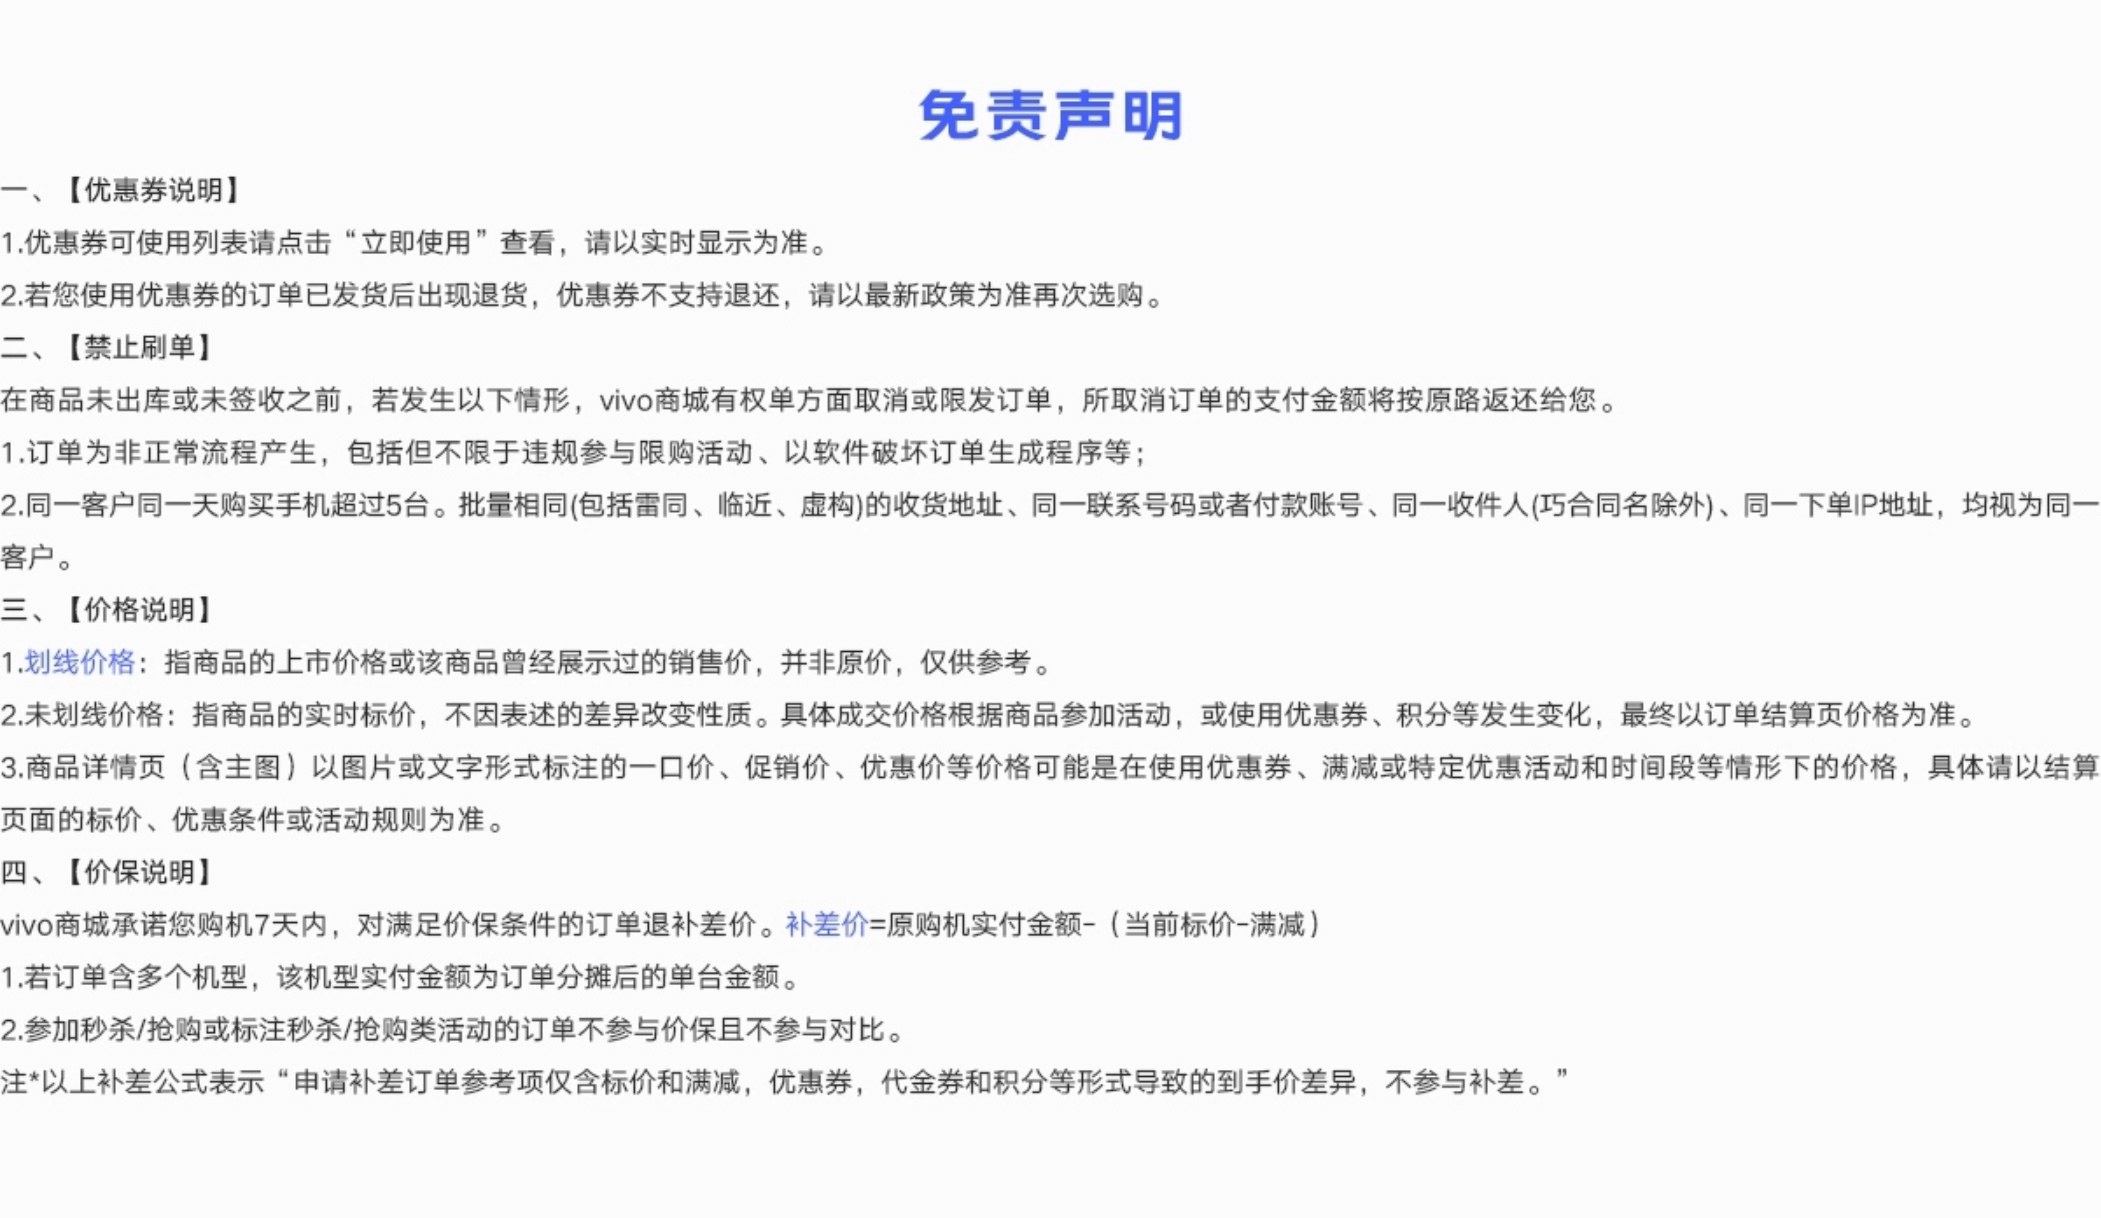 免责声明
一、【优惠券说明】
1.优惠券可使用列表请点击“立即使用”查看，请以实时显示为准。
2.若您使用优惠券的订单已发货后出现退货，优惠券不支持退还，请以最新政策为准再次选购。
二、【禁止刷单】
在商品未出库或未签收之前，若发生以下情形，vivo商城有权单方面取消或限发订单，所取消订单的支付金额将按原路返还给您。
1.订单为非正常流程产生，包括但不限于违规参与限购活动、以软件破坏订单生成程序等；
2.同一客户同一天购买手机超过5台。批量相同(包括雷同、临近、虚构)的收货地址、同一联系号码或者付款账号、同一收件人(巧合同名除外)、同一下单IP地址，均视为同一
客户。
三、【价格说明】
1.划线价格：指商品的上市价格或该商品曾经展示过的销售价，并非原价，仅供参考。
2.未划线价格：指商品的实时标价，不因表述的差异改变性质。具体成交价格根据商品参加活动，或使用优惠券、积分等发生变化，最终以订单结算页价格为准。
3.商品详情页（含主图）以图片或文字形式标注的一口价、促销价、优惠价等价格可能是在使用优惠券、满减或特定优惠活动和时间段等情形下的价格，具体请以结算
页面的标价、优惠条件或活动规则为准。
四、【价保说明】
vivo商城承诺您购机7天内，对满足价保条件的订单退补差价。补差价=原购机实付金额-（当前标价-满减）
1.若订单含多个机型，该机型实付金额为订单分摊后的单台金额。
2.参加秒杀/抢购或标注秒杀/抢购类活动的订单不参与价保且不参与对比。
注*以上补差公式表示“申请补差订单参考项仅含标价和满减，优惠券，代金券和积分等形式导致的到手价差异，不参与补差。”